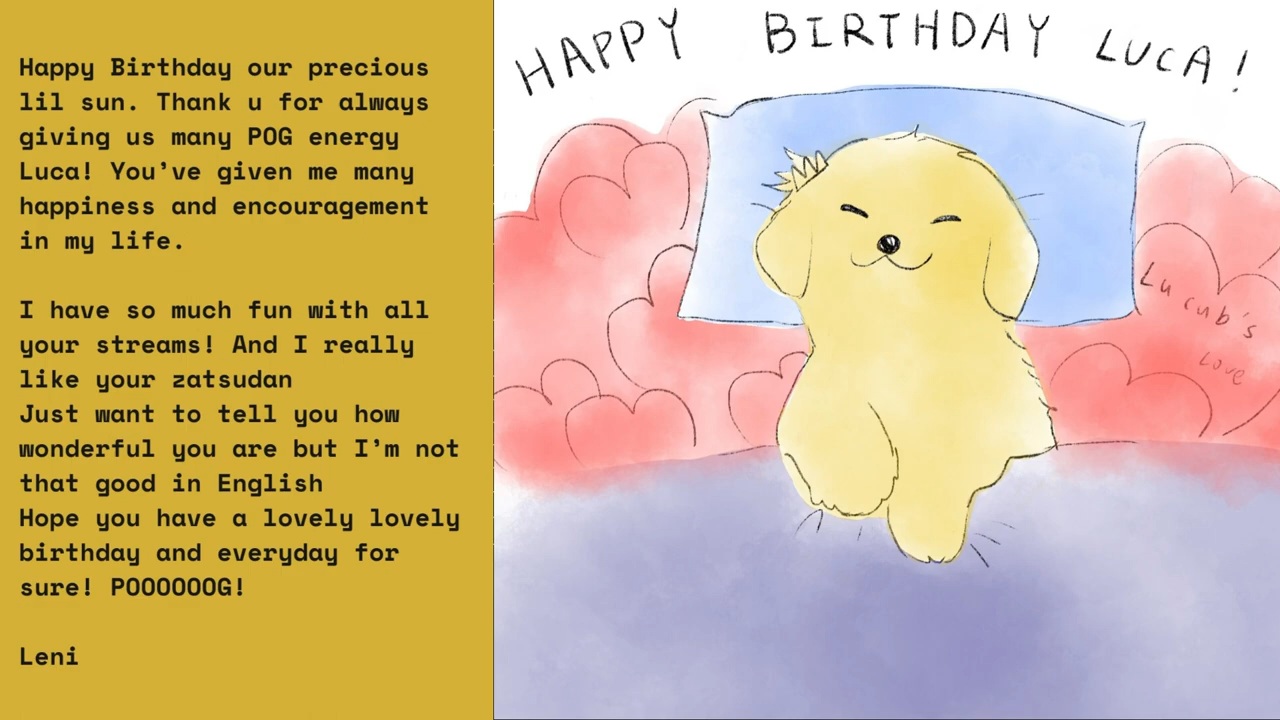 Happy Birthday our precious
lil sun. Thank u for always
giving us many POG energy
Luca! You’ve given me many
happiness and encouragement
in my life.
I have so much fun with all
your streams! And I really
like your zatsudan
Just want to tell you how
wonderful you are but I’m not
that good in English
Hope you have a lovely lovely
birthday and everyday for
sure! POOOOOOG!
Leni
HAPPY BIRTHDAY LUCA!
Lucub's
Love